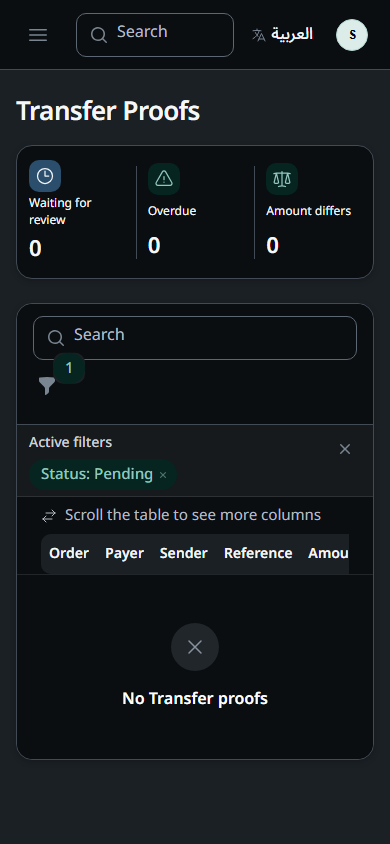 Search
العربية
S
Transfer Proofs
Waiting for
review
0
Overdue
0
Amount differs
0
Search
1
Active filters
Status: Pending ×
Scroll the table to see more columns
Order Payer Sender Reference Amou
No Transfer proofs